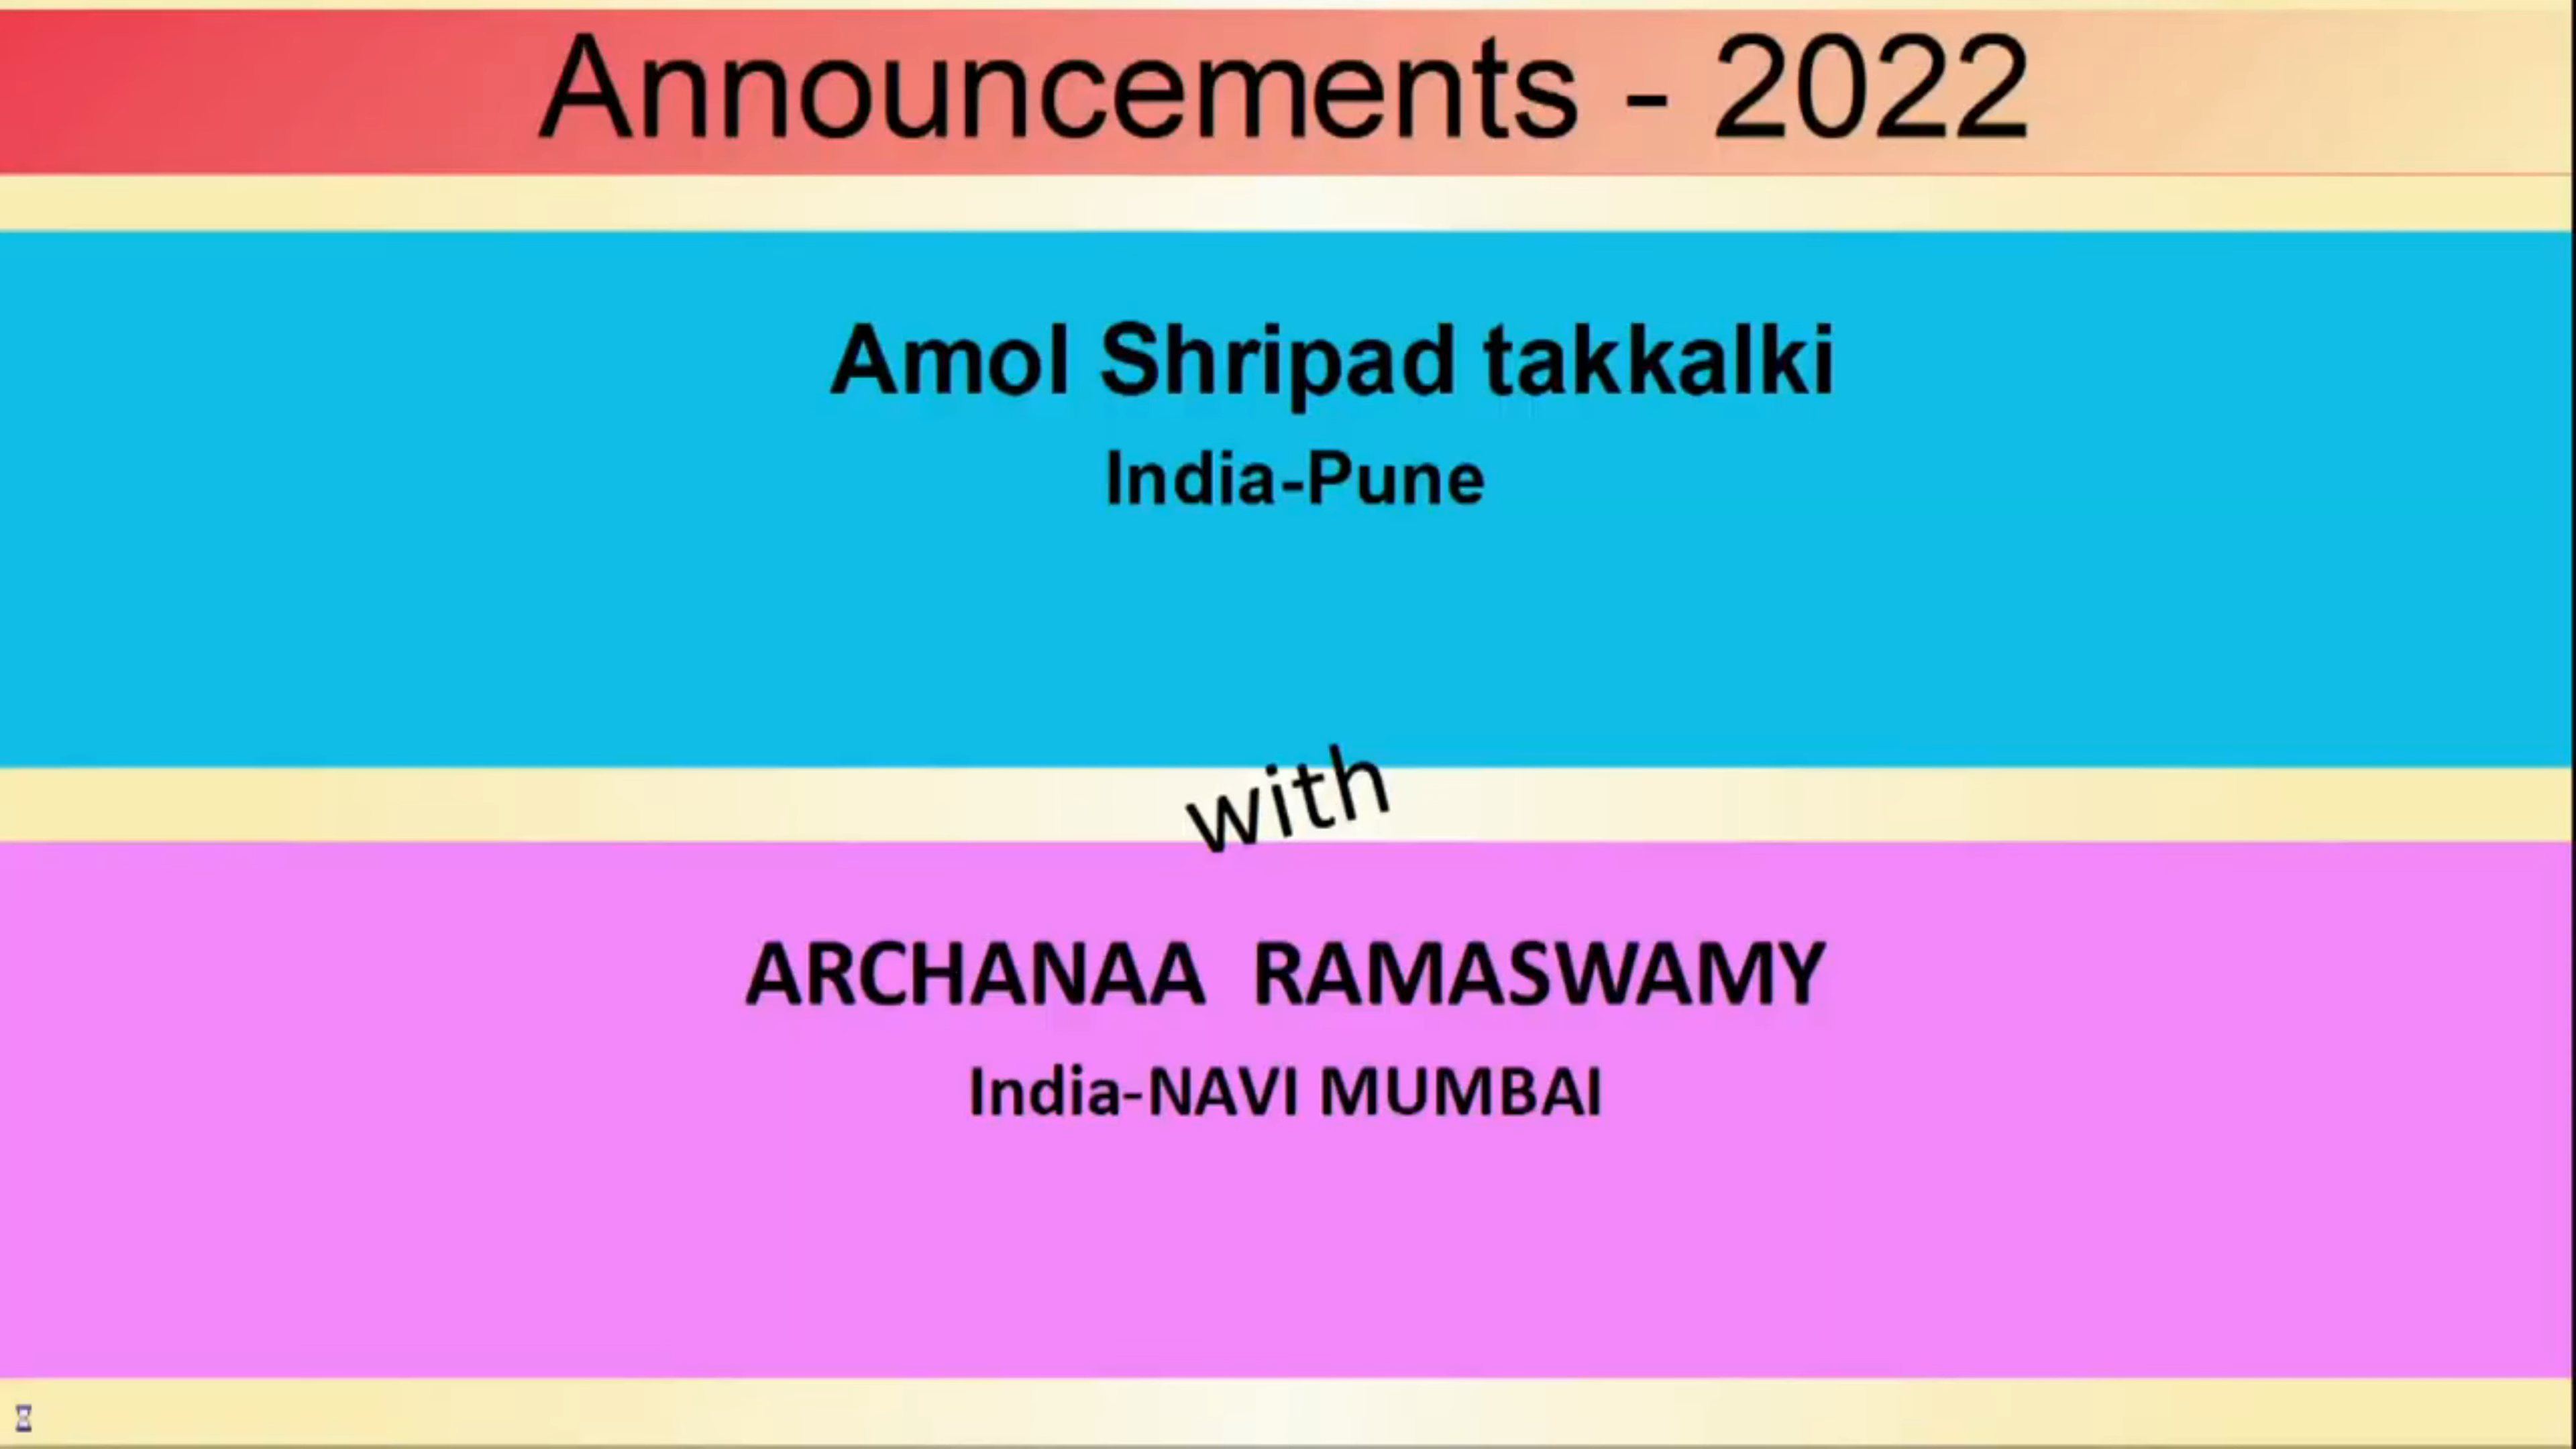 Announcements - 2022
Amol Shripad takkalki
India-Pune
with
ARCHANAA RAMASWAMY
India-NAVI MUMBAI